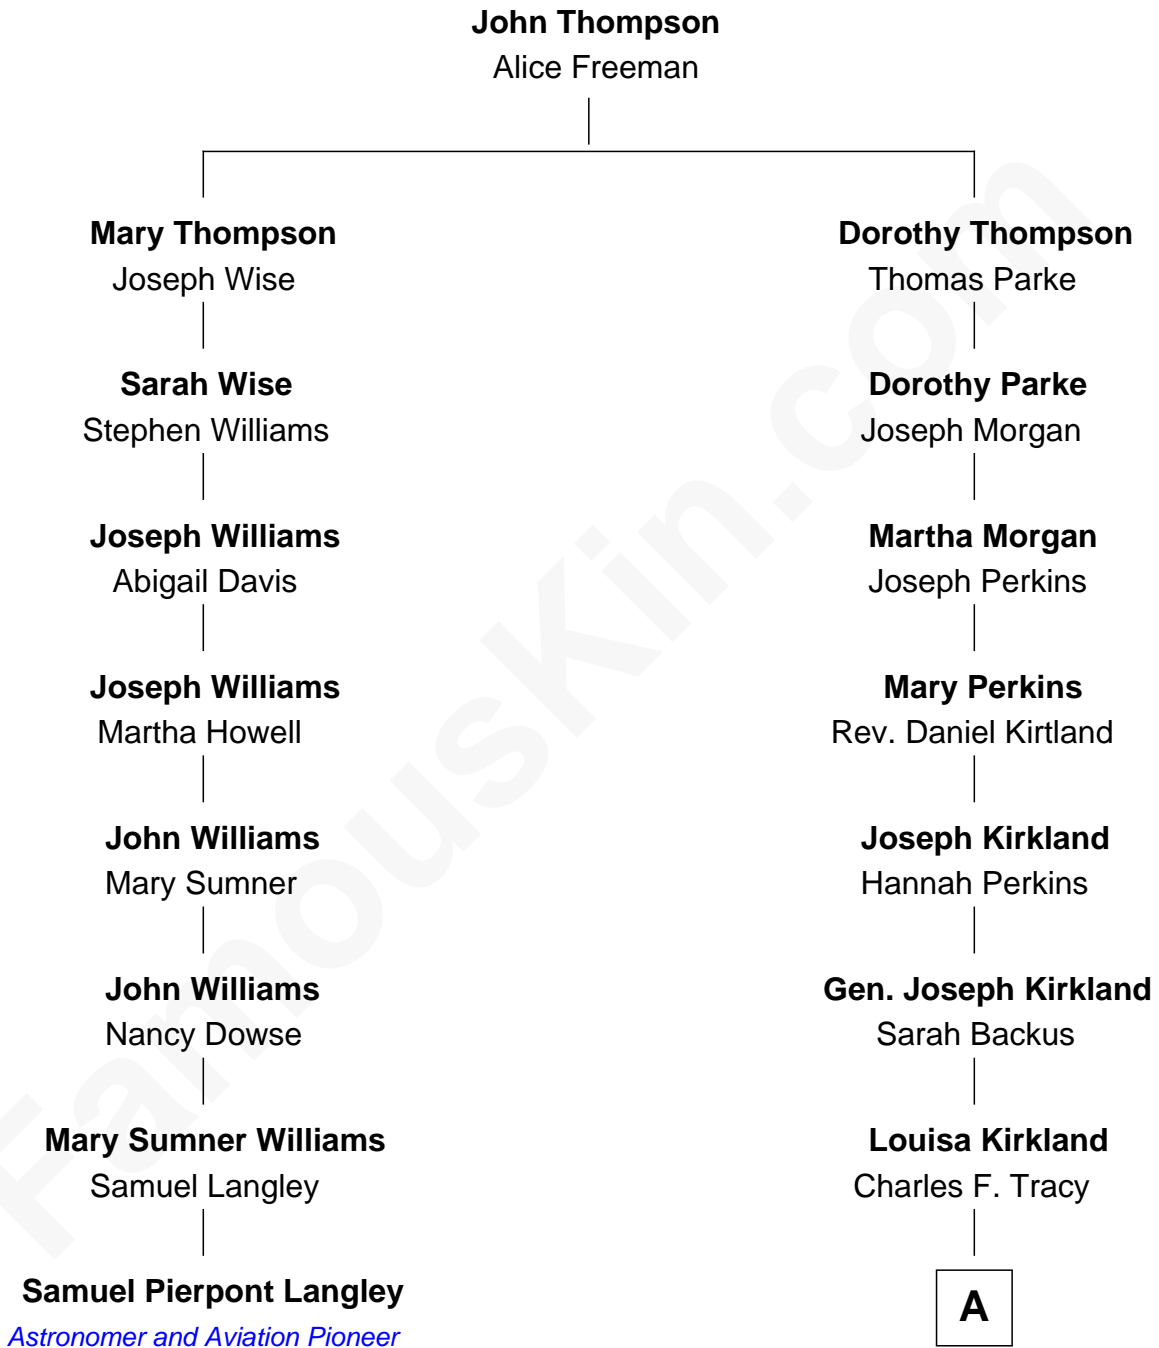 John Thompson
Alice Freeman
Mary Thompson
Joseph Wise
Sarah Wise
Stephen Williams
Joseph Williams
Abigail Davis
Joseph Williams
Martha Howell
John Williams
Mary Sumner
John Williams
Nancy Dowse
Mary Sumner Williams
Samuel Langley
Samuel Pierpont Langley
Astronomer and Aviation Pioneer
Dorothy Thompson
Thomas Parke
Dorothy Parke
Joseph Morgan
Martha Morgan
Joseph Perkins
Mary Perkins
Rev. Daniel Kirtland
Joseph Kirkland
Hannah Perkins
Gen. Joseph Kirkland
Sarah Backus
Louisa Kirkland
Charles F. Tracy
A
FamousKin.com